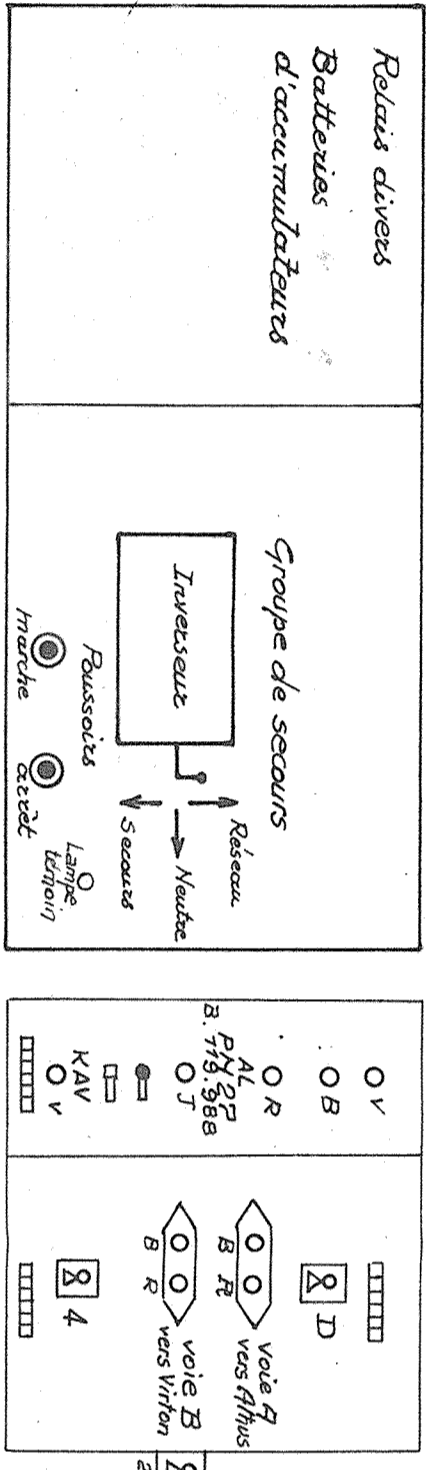 Relais divers
Batteries
d'accumulateurs
Groupe de secours
Inverseur
Réseau
Neutre
Secours
Poussoirs
marche
arrêt
Lampe
témoin
V
B
R
AL
PN 27
B. 119.988
J
KAV
V
D
B R
voie A
vers Athus
B R
voie B
vers Virton
4